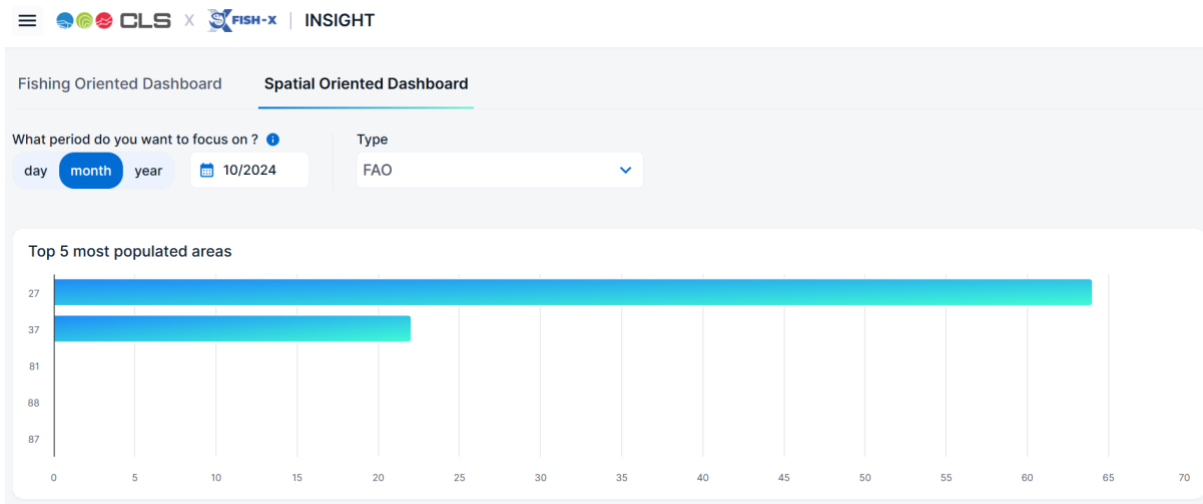 CLS X FISH-X | INSIGHT
Fishing Oriented Dashboard Spatial Oriented Dashboard
What period do you want to focus on ? Type
day month year 10/2024 FAO
Top 5 most populated areas
27
37
81
88
87
0 5 10 15 20 25 30 35 40 45 50 55 60 65 70